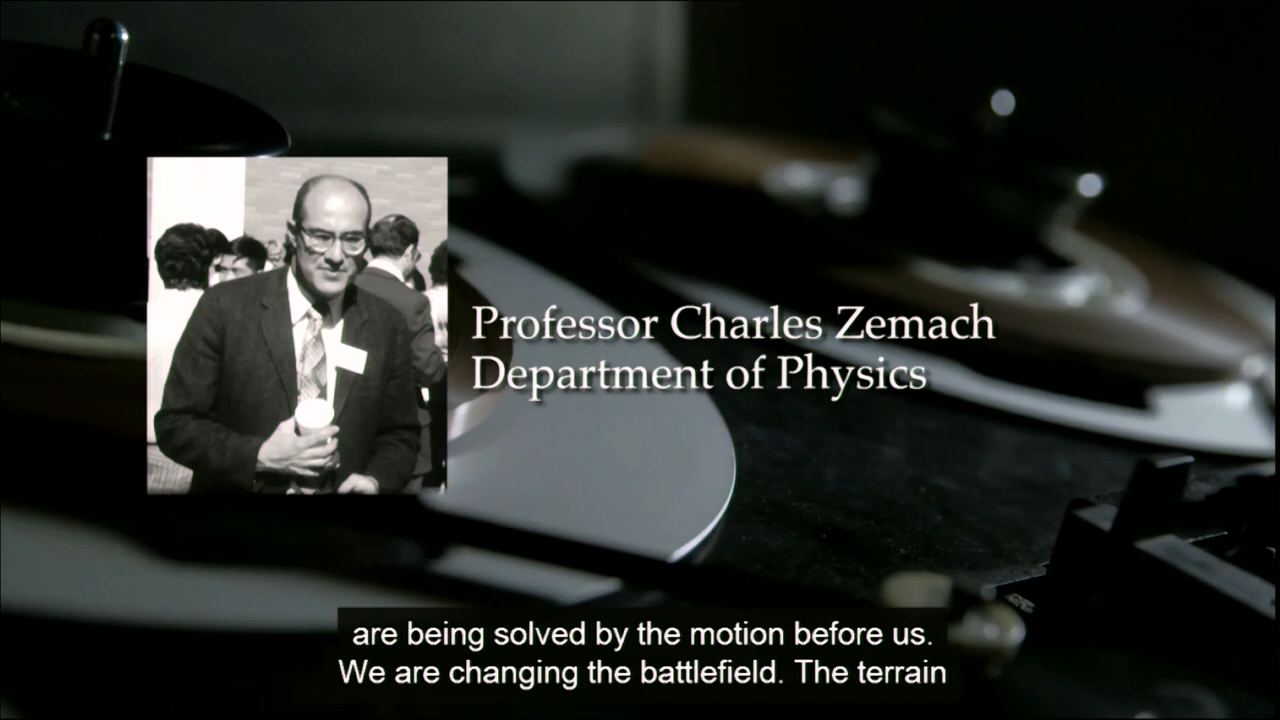 Professor Charles Zemach
Department of Physics
are being solved by the motion before us.
We are changing the battlefield. The terrain